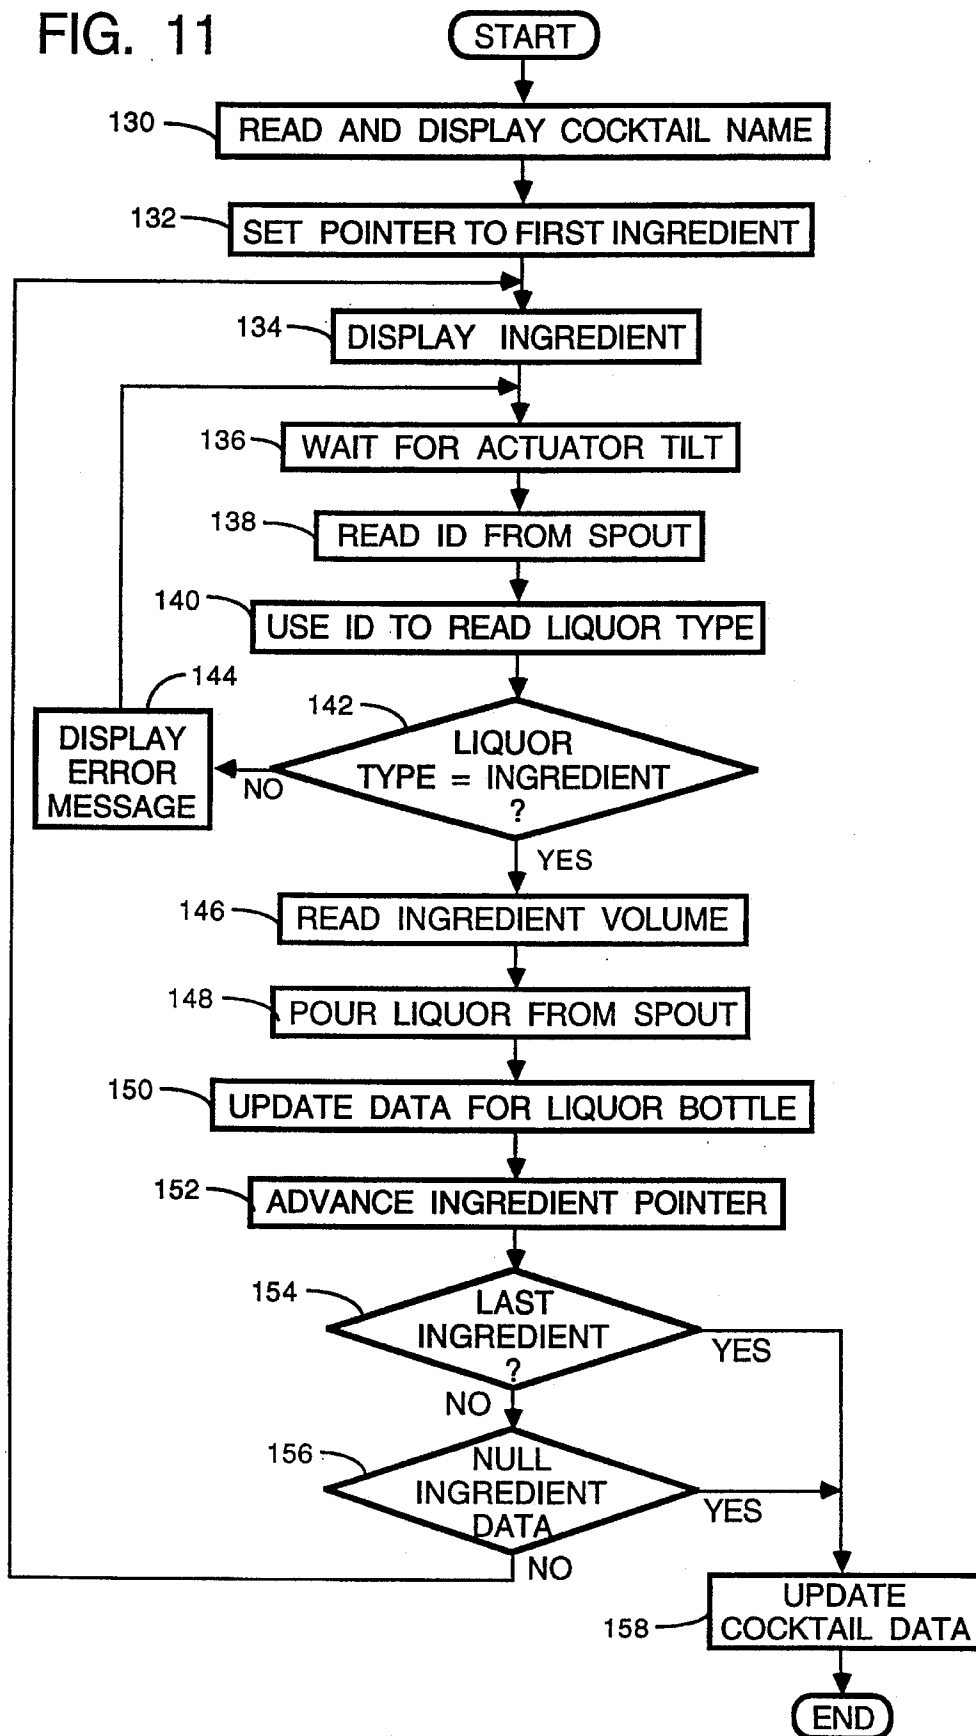 FIG. 11
START
130
READ AND DISPLAY COCKTAIL NAME
132
SET POINTER TO FIRST INGREDIENT
134
DISPLAY INGREDIENT
136
WAIT FOR ACTUATOR TILT
138
READ ID FROM SPOUT
140
USE ID TO READ LIQUOR TYPE
144
DISPLAY
ERROR
MESSAGE
142
LIQUOR
TYPE = INGREDIENT
?
NO
YES
146
READ INGREDIENT VOLUME
148
POUR LIQUOR FROM SPOUT
150
UPDATE DATA FOR LIQUOR BOTTLE
152
ADVANCE INGREDIENT POINTER
154
LAST
INGREDIENT
?
YES
NO
156
NULL
INGREDIENT
DATA
YES
NO
158
UPDATE
COCKTAIL DATA
END